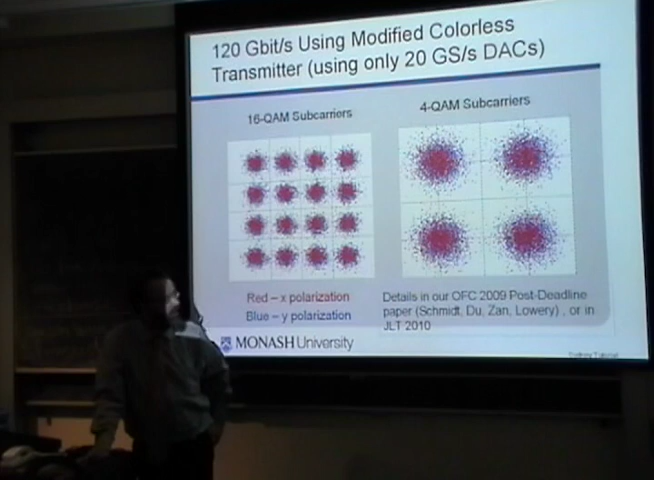 120 Gbit/s Using Modified Colorless
Transmitter (using only 20 GS/s DACs)
16-QAM Subcarriers
4-QAM Subcarriers
Red – x polarization
Blue – y polarization
Details in our OFC 2009 Post-Deadline
paper (Schmidt, Du, Zan, Lowery) , or in
JLT 2010
MONASH University